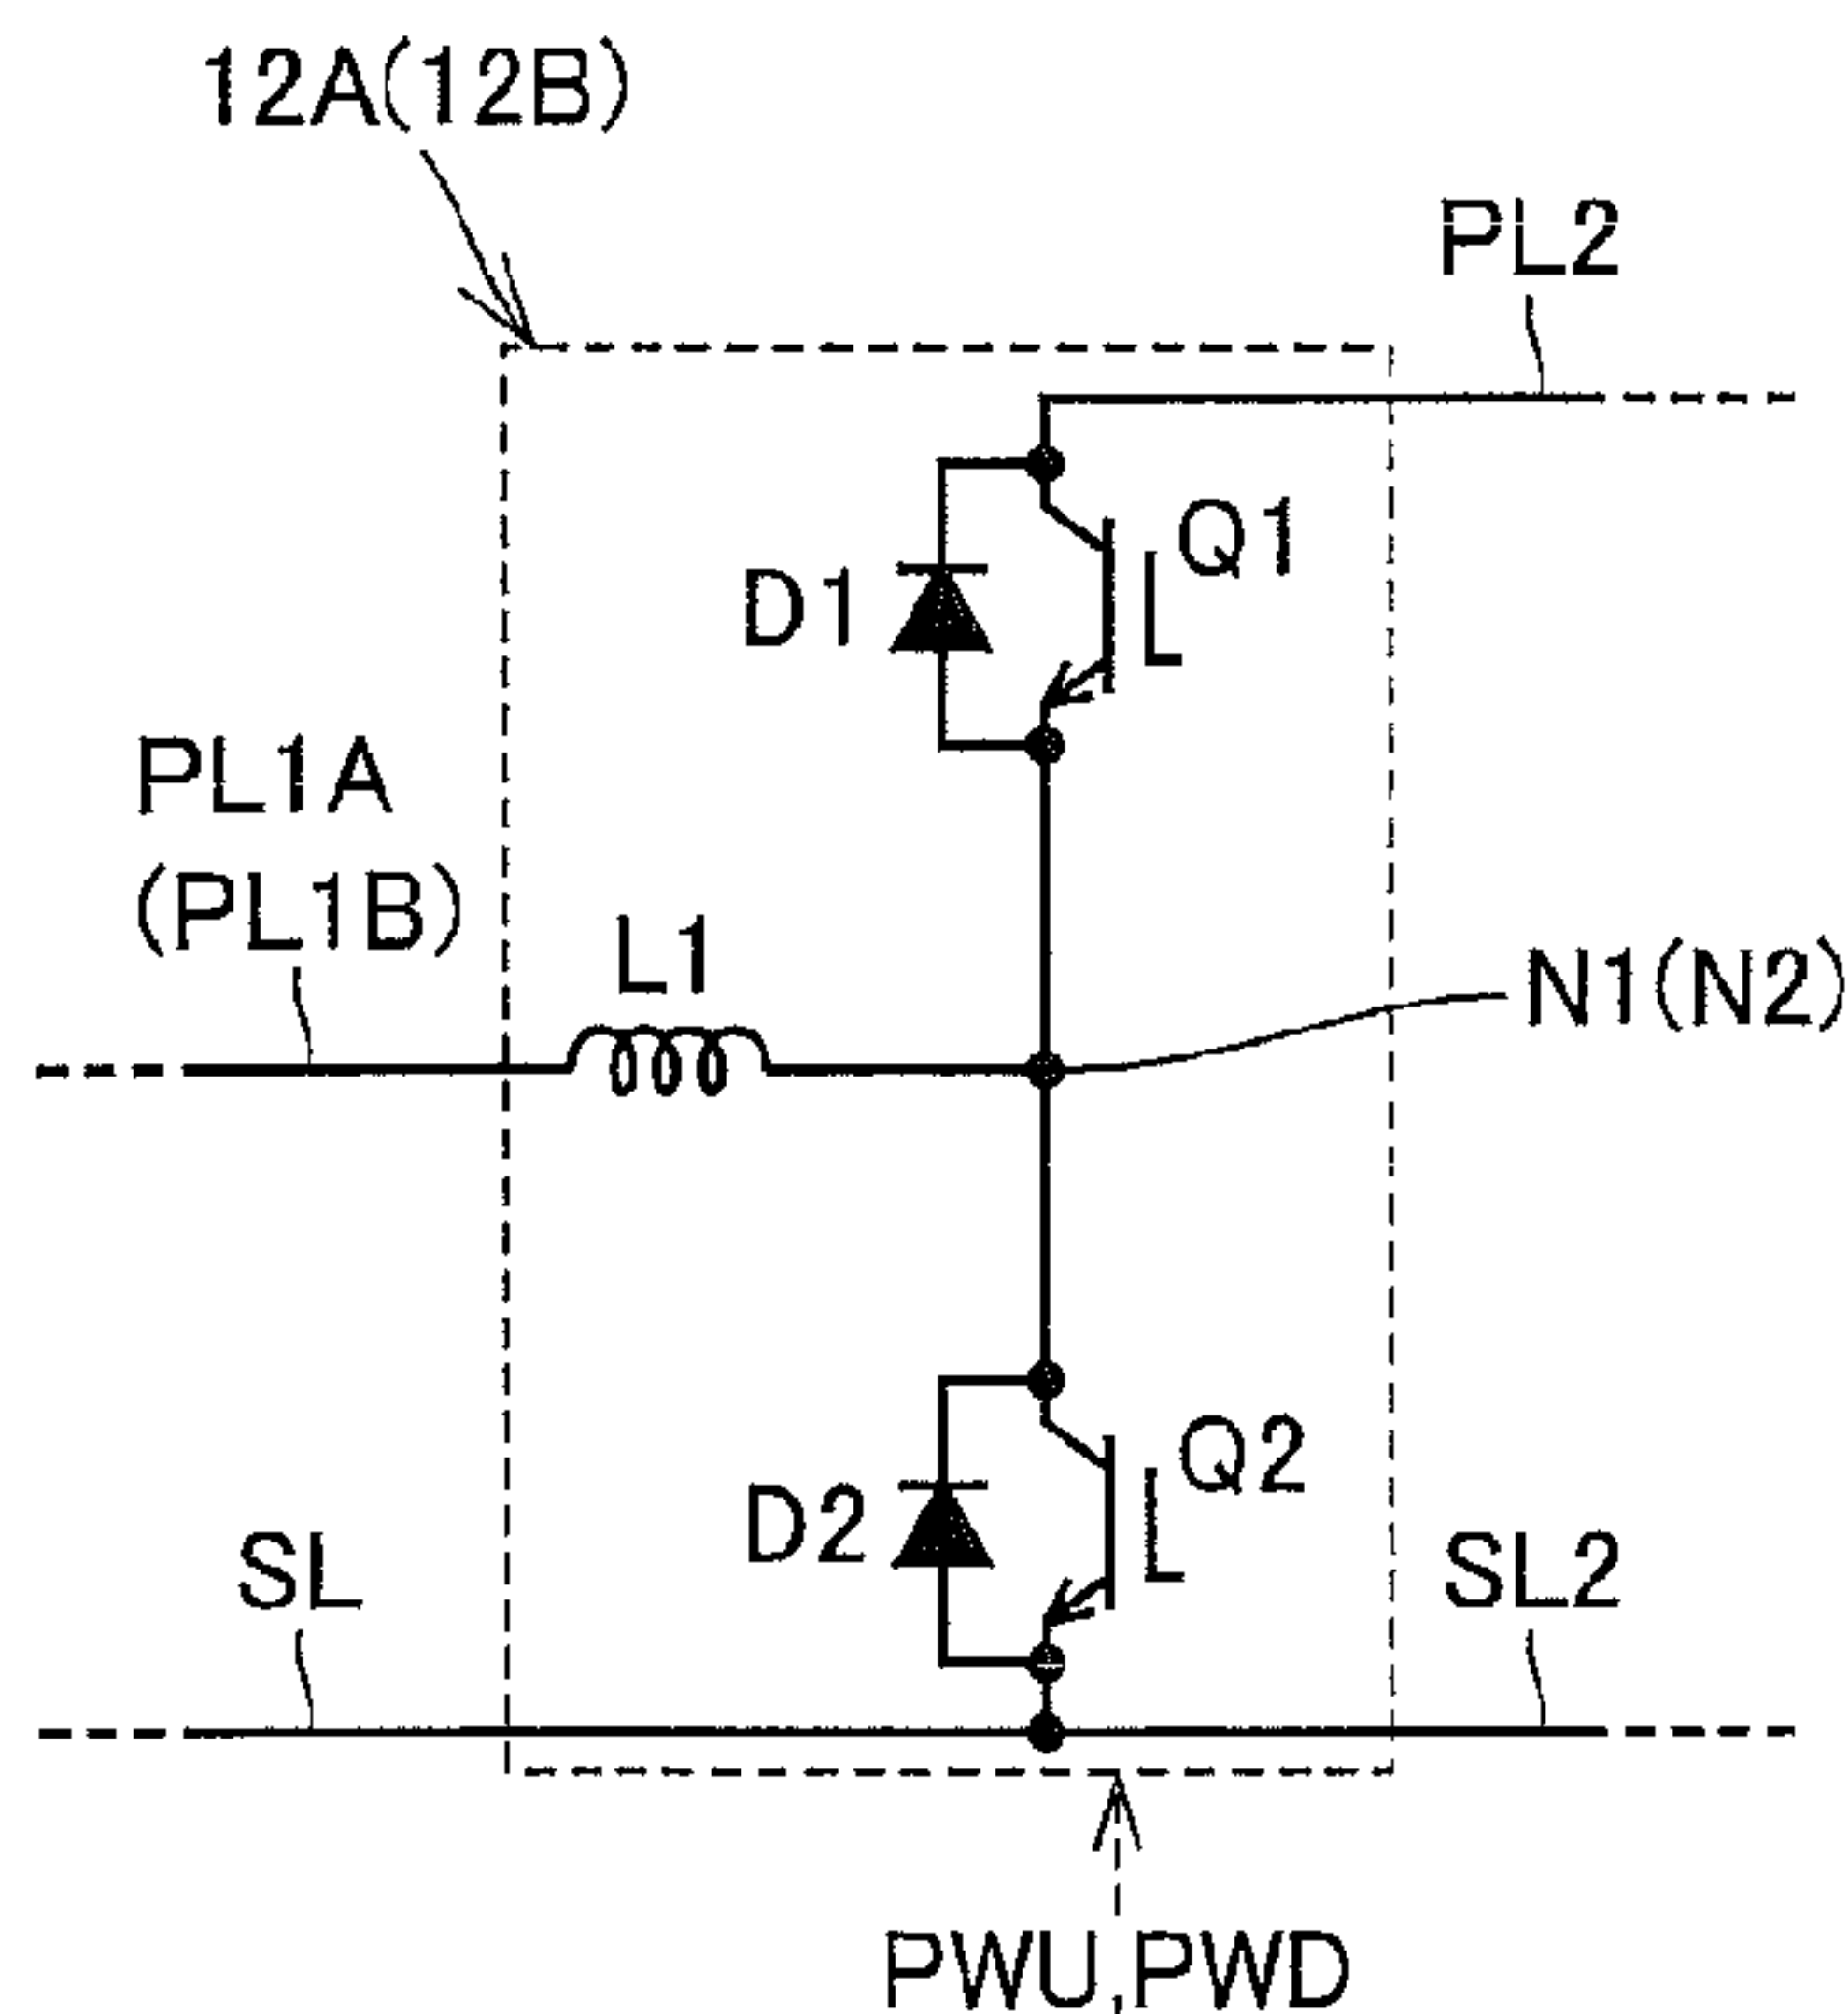 12A(12B)
PL2
Q1
D1
PL1A
(PL1B)
L1
N1(N2)
Q2
D2
SL
SL2
PWU,PWD